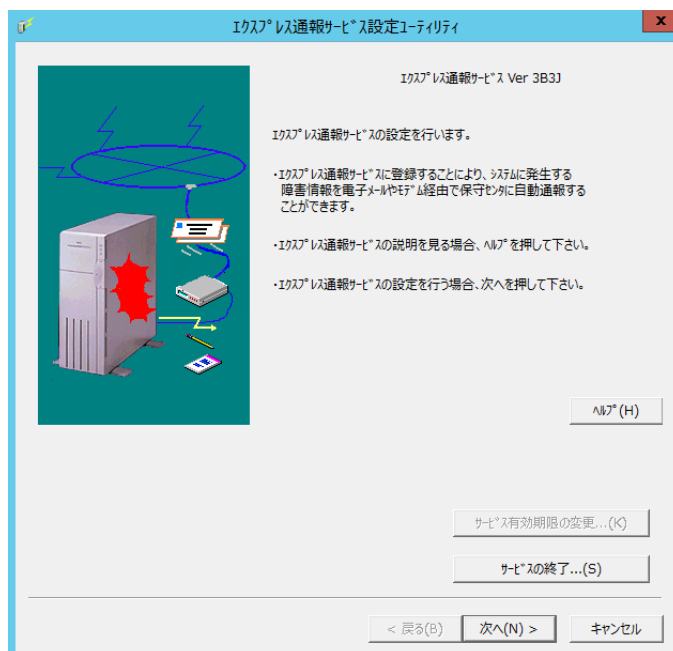 ｴｸｽﾌﾟﾚｽ通報ｻｰﾋﾞｽ設定ﾕｰﾃｨﾘﾃｨ
x
ｴｸｽﾌﾟﾚｽ通報ｻｰﾋﾞｽ Ver 3B3J
ｴｸｽﾌﾟﾚｽ通報ｻｰﾋﾞｽの設定を行います。
・ｴｸｽﾌﾟﾚｽ通報ｻｰﾋﾞｽに登録することにより、ｼｽﾃﾑに発生する
障害情報を電子ﾒｰﾙやﾓﾃﾞﾑ経由で保守ｾﾝﾀに自動通報する
ことができます。
・ｴｸｽﾌﾟﾚｽ通報ｻｰﾋﾞｽの説明を見る場合、ﾍﾙﾌﾟを押して下さい。
・ｴｸｽﾌﾟﾚｽ通報ｻｰﾋﾞｽの設定を行う場合、次へを押して下さい。
ﾍﾙﾌﾟ(H)
ｻｰﾋﾞｽ有効期限の変更...(K)
ｻｰﾋﾞｽの終了...(S)
< 戻る(B)
次へ(N) >
ｷｬﾝｾﾙ